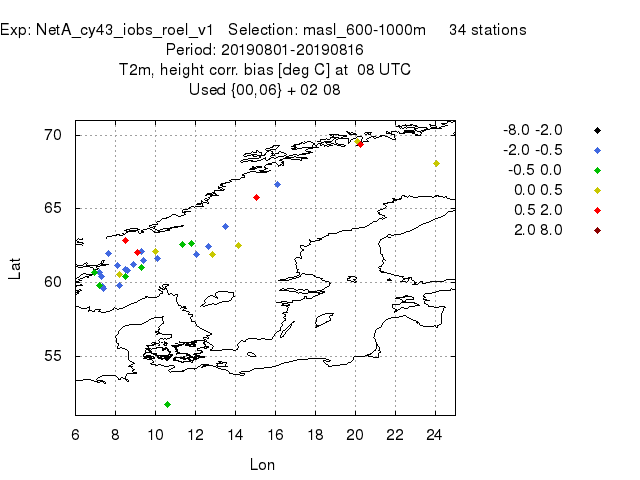 Exp: NetA_cy43_iobs_roel_v1 Selection: masl_600-1000m 34 stations
Period: 20190801-20190816
T2m, height corr. bias [deg C] at 08 UTC
Used {00,06} + 02 08
-8.0 -2.0
-2.0 -0.5
-0.5 0.0
0.0 0.5
0.5 2.0
2.0 8.0
70
65
60
55
Lat
6 8 10 12 14 16 18 20 22 24
Lon